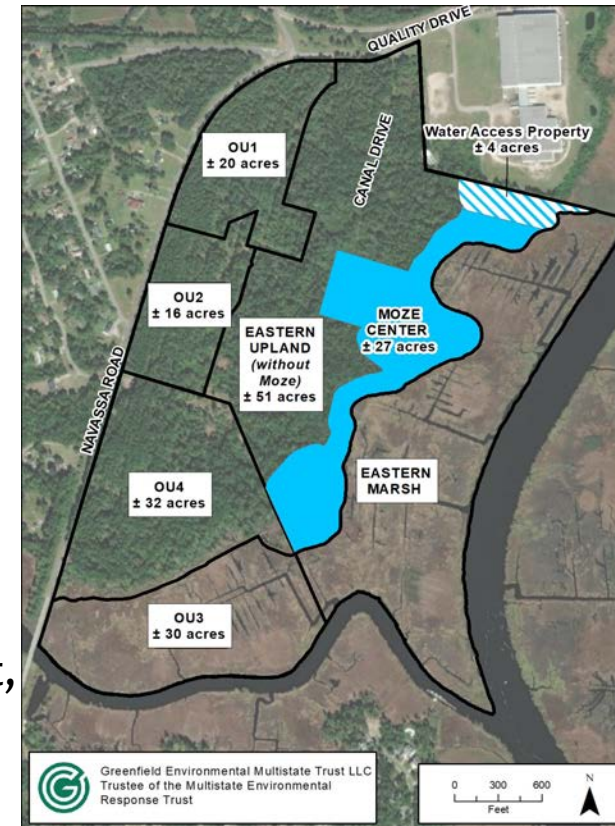 QUALITY DRIVE
Water Access Property
± 4 acres
OU1
± 20 acres
CANAL DRIVE
OU2
± 16 acres
EASTERN
UPLAND
(without
Moze)
± 51 acres
MOZE
CENTER
± 27 acres
NAVASSA ROAD
OU4
± 32 acres
EASTERN
MARSH
OU3
± 30 acres
Greenfield Environmental Multistate Trust LLC
Trustee of the Multistate Environmental
Response Trust
0 300 600
Feet
N